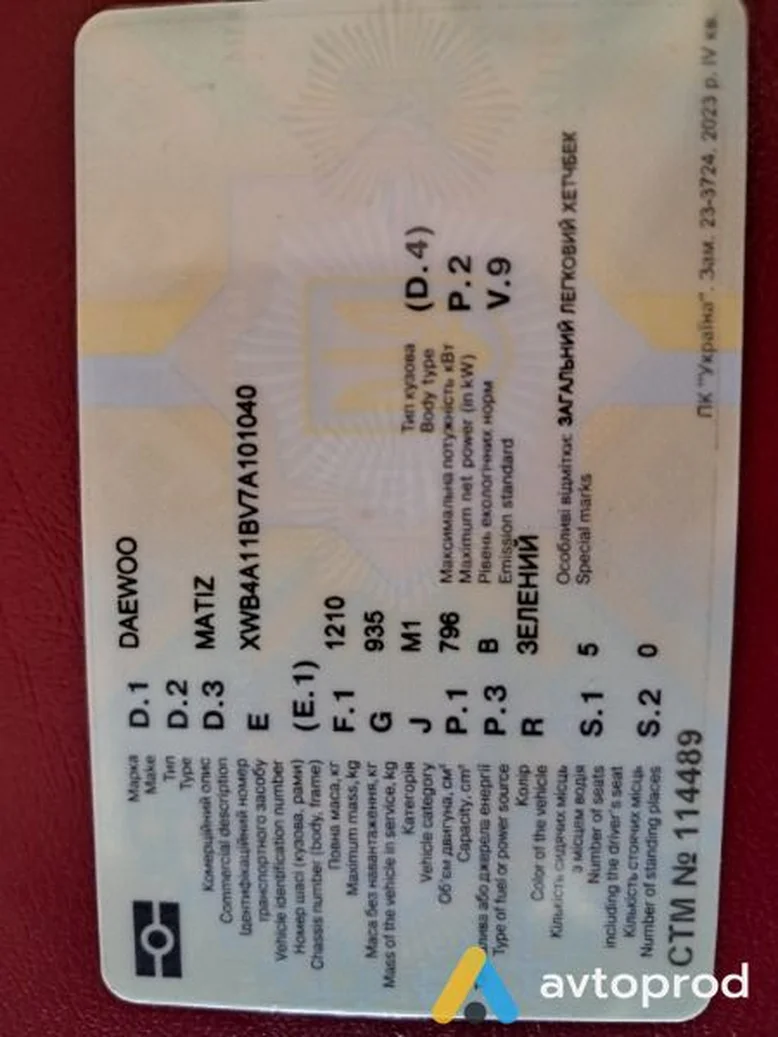 Марка D.1 DAEWOO
Make
Тип D.2
Type
Комерційний опис D.3 MATIZ
Commercial description
Ідентифікаційний номер E XWB4A11BV7A101040
транспортного засобу
Vehicle identification number
Номер шасі (кузова, рами) (E.1)
Chassis number (body, frame)
Повна маса, кг F.1 1210
Maximum mass, kg
Маса без навантаження, кг G 935
Mass of the vehicle in service, kg
Категорія J M1 Тип кузова (D.4)
Vehicle category Body type
Об'єм двигуна, см³ P.1 796 Максимальна потужність кВт P.2
Capacity, cm³ Maximum net power (in kW)
лива або джерела енергії P.3 B Рівень екологічних норм V.9
Type of fuel or power source Emission standard
Колір R ЗЕЛЕНИЙ
Color of the vehicle
Кількість сидячих місць S.1 5 Особливі відмітки: ЗАГАЛЬНИЙ ЛЕГКОВИЙ ХЕТЧБЕК
з місцем водія Special marks
Number of seats
including the driver's seat
Кількість стоячих місць S.2 0
Number of standing places
СТМ № 114489
ПК "Україна". Зам. 23-3724. 2023 р. IV кв.
avtoprod